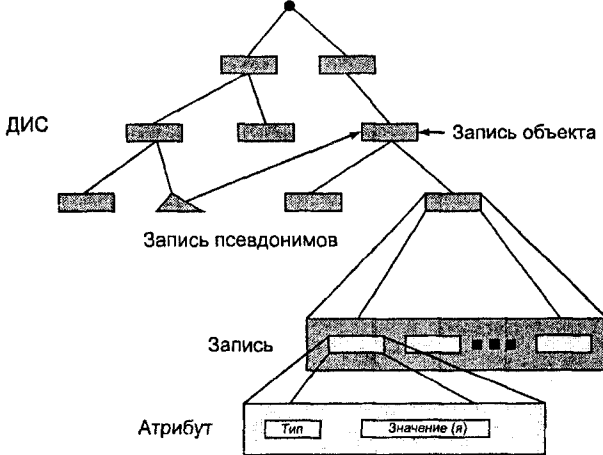 ДИС
Запись объекта
Запись псевдонимов
Запись
Атрибут
Тип
Значение (я)